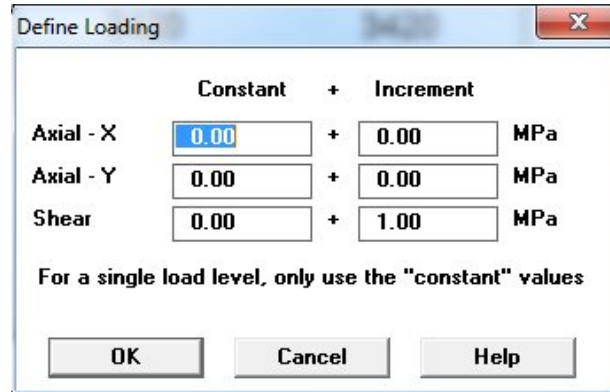 Define Loading
3420
Constant + Increment
Axial - X 0.00 + 0.00 MPa
Axial - Y 0.00 + 0.00 MPa
Shear 0.00 + 1.00 MPa
For a single load level, only use the "constant" values
OK Cancel Help